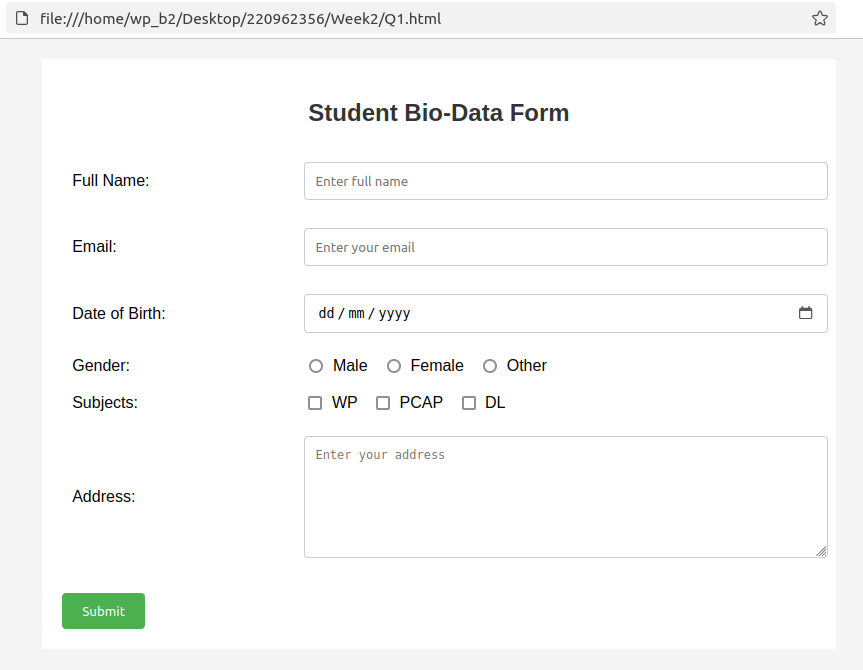 file:///home/wp_b2/Desktop/220962356/Week2/Q1.html
Student Bio-Data Form
Full Name: Enter full name
Email: Enter your email
Date of Birth: dd / mm / yyyy
Gender: Male Female Other
Subjects: WP PCAP DL
Address: Enter your address
Submit